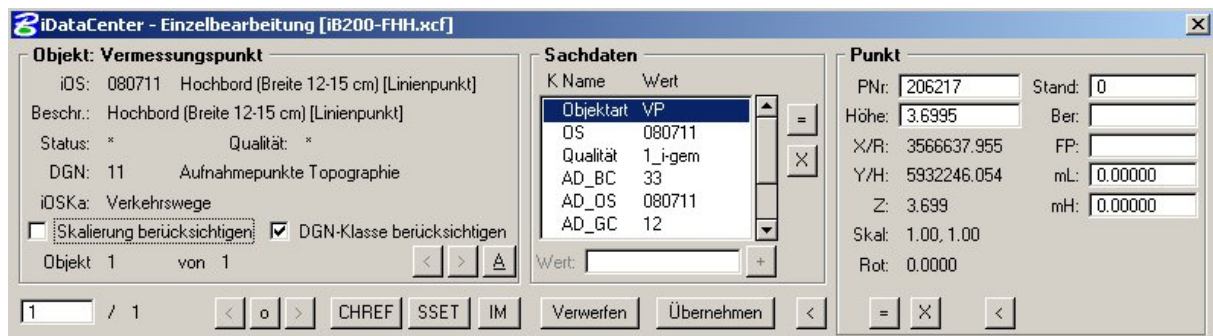 iDataCenter - Einzelbearbeitung [iB200-FHH.xcf] X
Objekt: Vermessungspunkt
iOS: 080711 Hochbord (Breite 12-15 cm) [Linienpunkt]
Beschr.: Hochbord (Breite 12-15 cm) [Linienpunkt]
Status: * Qualität: *
DGN: 11 Aufnahmepunkte Topographie
iOSKa: Verkehrswege
Skalierung berücksichtigen DGN-Klasse berücksichtigen
Objekt 1 von 1 < > A
Sachdaten
K Name Wert
Objektart VP
OS 080711
Qualität 1_i-gem
AD_BC 33
AD_OS 080711
AD_GC 12
= X
Wert: +
Punkt
PNr: 206217 Stand: 0
Höhe: 3.6995 Ber:
X/R: 3566637.955 FP:
Y/H: 5932246.054 mL: 0.00000
Z: 3.699 mH: 0.00000
Skal: 1.00, 1.00
Rot: 0.0000
1 / 1 < o > CHREF SSET IM Verwerfen Übernehmen < = X <